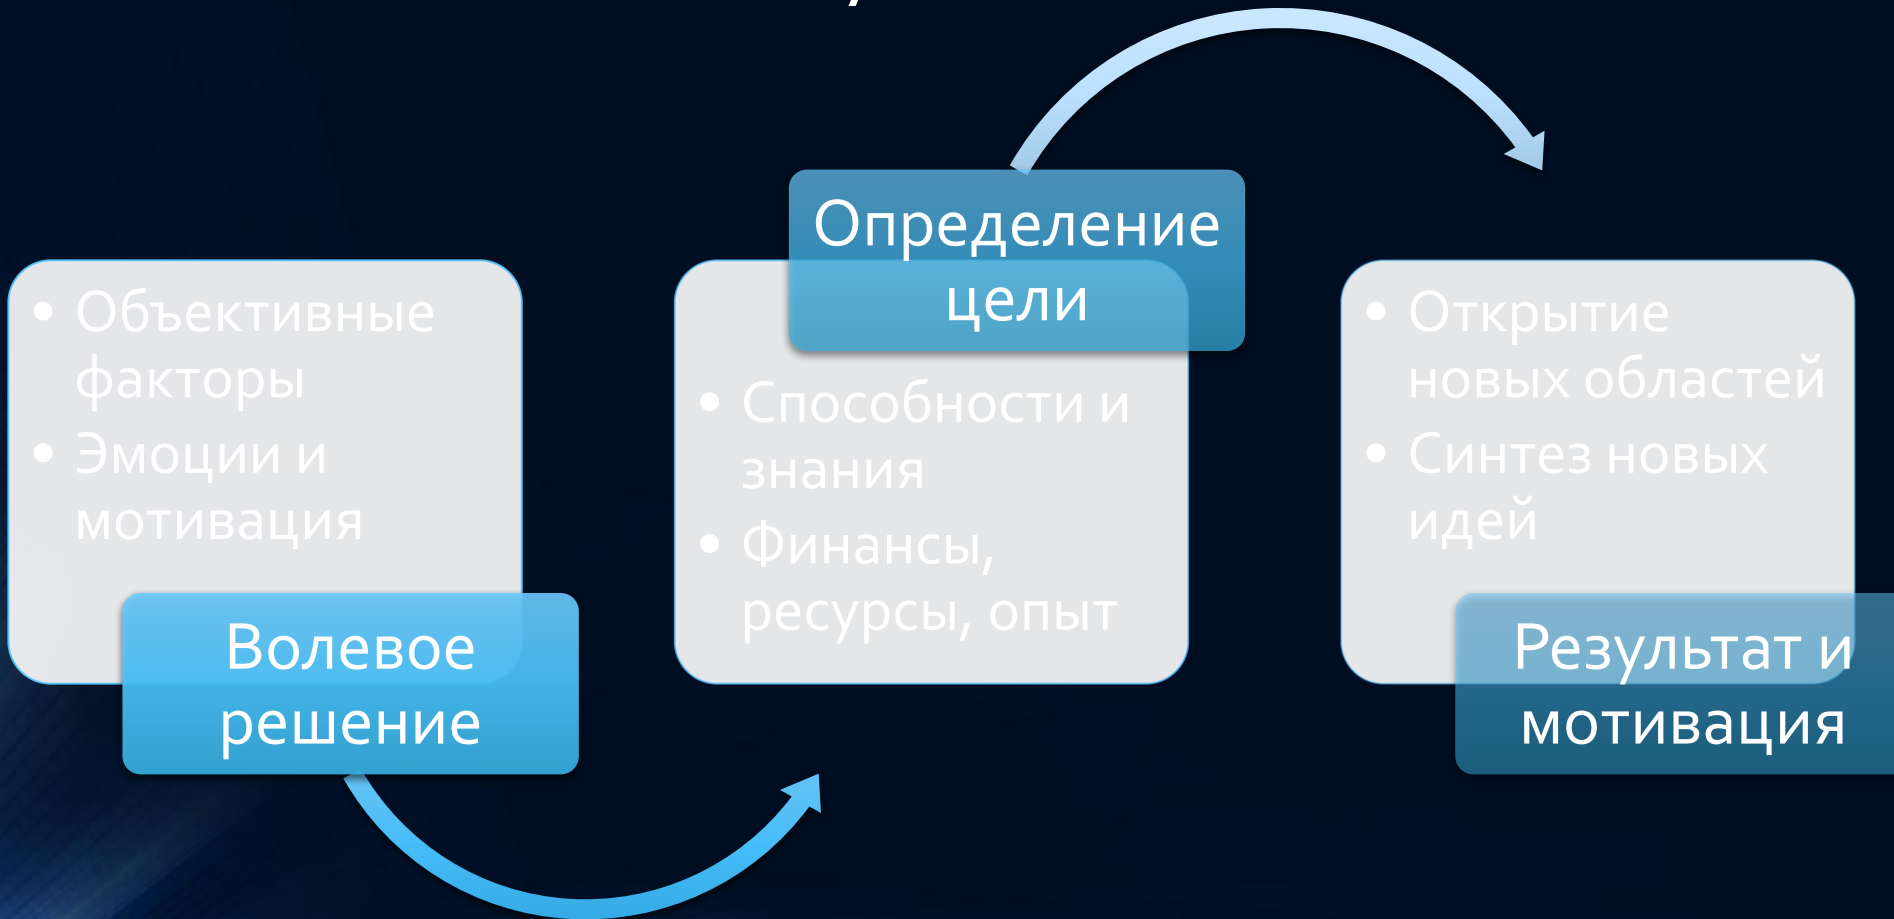 • Объективные
факторы
• Эмоции и
мотивация
Волевое
решение
Определение
цели
• Способности и
знания
• Финансы,
ресурсы, опыт
• Открытие
новых областей
• Синтез новых
идей
Результат и
мотивация